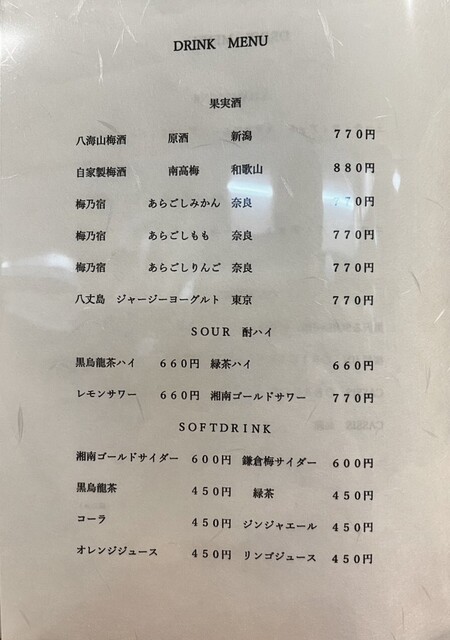 DRINK MENU
果実酒
八海山梅酒 原酒 新潟 770円
自家製梅酒 南高梅 和歌山 880円
梅乃宿 あらごしみかん 奈良 770円
梅乃宿 あらごしもも 奈良 770円
梅乃宿 あらごしりんご 奈良 770円
八丈島 ジャージーヨーグルト 東京 770円
SOUR 酎ハイ
黒烏龍茶ハイ 660円 緑茶ハイ 660円
レモンサワー 660円 湘南ゴールドサワー 770円
SOFTDRINK
湘南ゴールドサイダー 600円 鎌倉梅サイダー 600円
黒烏龍茶 450円 緑茶 450円
コーラ 450円 ジンジャエール 450円
オレンジジュース 450円 リンゴジュース 450円